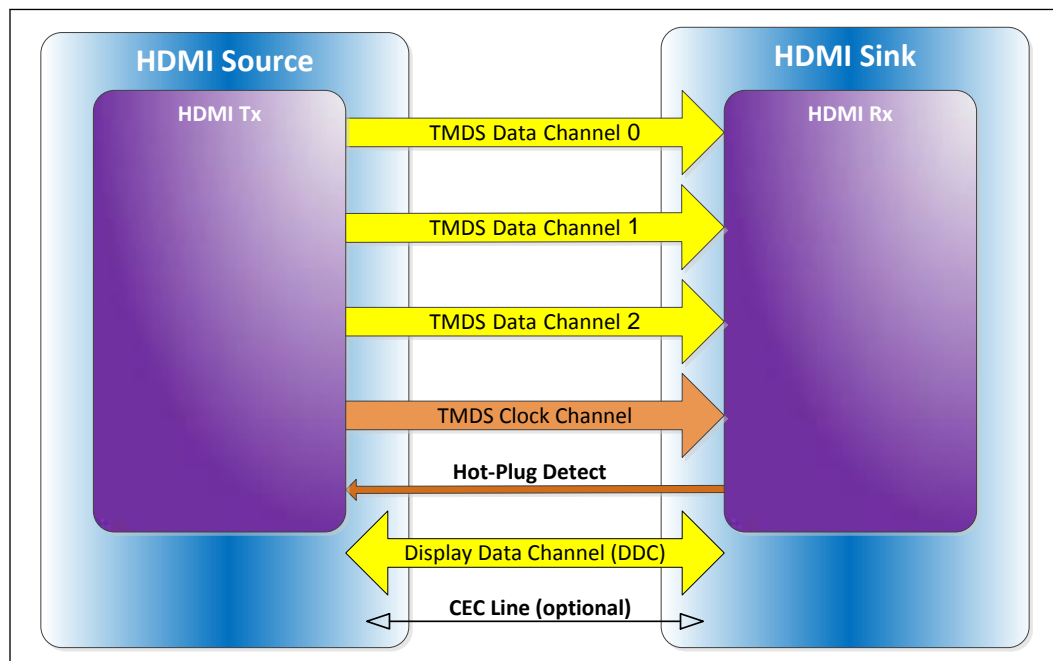 HDMI Source
HDMI Sink
HDMI Tx
HDMI Rx
TMDS Data Channel 0
TMDS Data Channel 1
TMDS Data Channel 2
TMDS Clock Channel
Hot-Plug Detect
Display Data Channel (DDC)
CEC Line (optional)